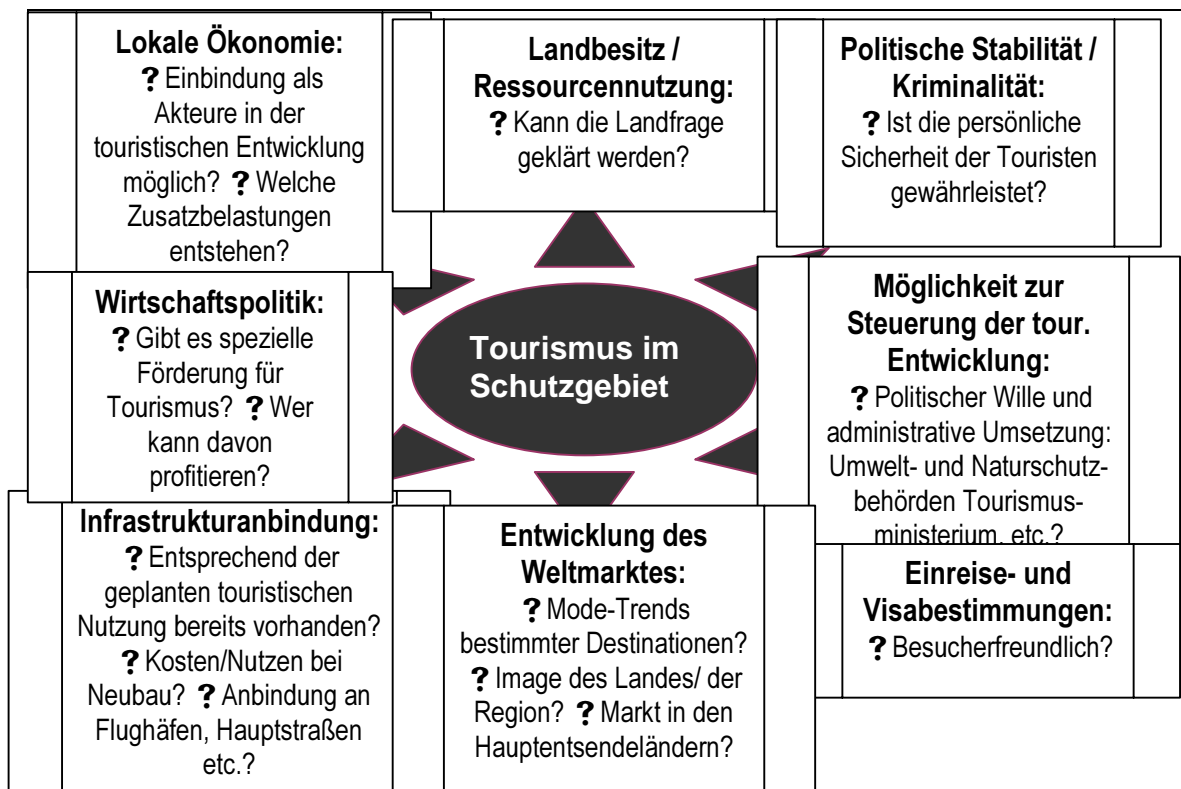 Lokale Ökonomie:
? Einbindung als
Akteure in der
touristischen Entwicklung
möglich? ? Welche
Zusatzbelastungen
entstehen?
Landbesitz /
Ressourcennutzung:
? Kann die Landfrage
geklärt werden?
Politische Stabilität /
Kriminalität:
? Ist die persönliche
Sicherheit der Touristen
gewährleistet?
Wirtschaftspolitik:
? Gibt es spezielle
Förderung für
Tourismus? ? Wer
kann davon
profitieren?
Tourismus im
Schutzgebiet
Möglichkeit zur
Steuerung der tour.
Entwicklung:
? Politischer Wille und
administrative Umsetzung:
Umwelt- und Naturschutz-
behörden Tourismus-
ministerium, etc.?
Infrastrukturanbindung:
? Entsprechend der
geplanten touristischen
Nutzung bereits vorhanden?
? Kosten/Nutzen bei
Neubau? ? Anbindung an
Flughäfen, Hauptstraßen
etc.?
Entwicklung des
Weltmarktes:
? Mode-Trends
bestimmter Destinationen?
? Image des Landes/ der
Region? ? Markt in den
Hauptentsendeländern?
Einreise- und
Visabestimmungen:
? Besucherfreundlich?